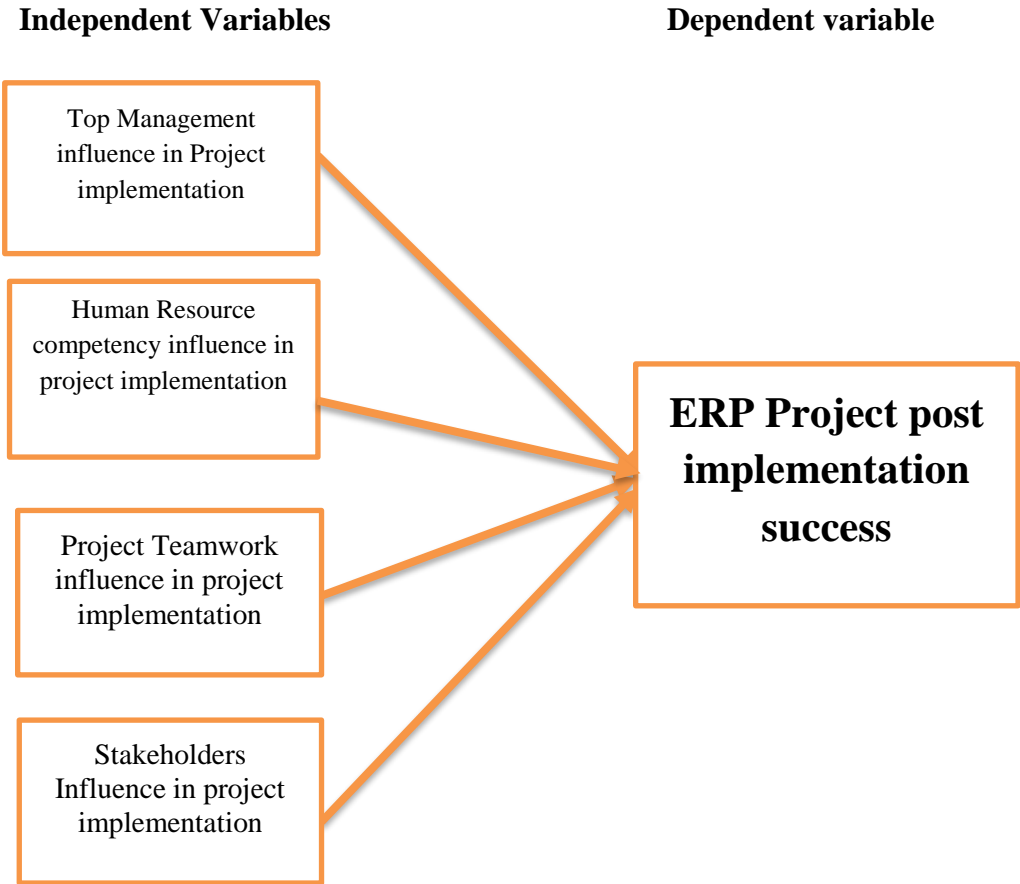 Independent Variables
Dependent variable
Top Management
influence in Project
implementation
Human Resource
competency influence in
project implementation
Project Teamwork
influence in project
implementation
Stakeholders
Influence in project
implementation
ERP Project post
implementation
success